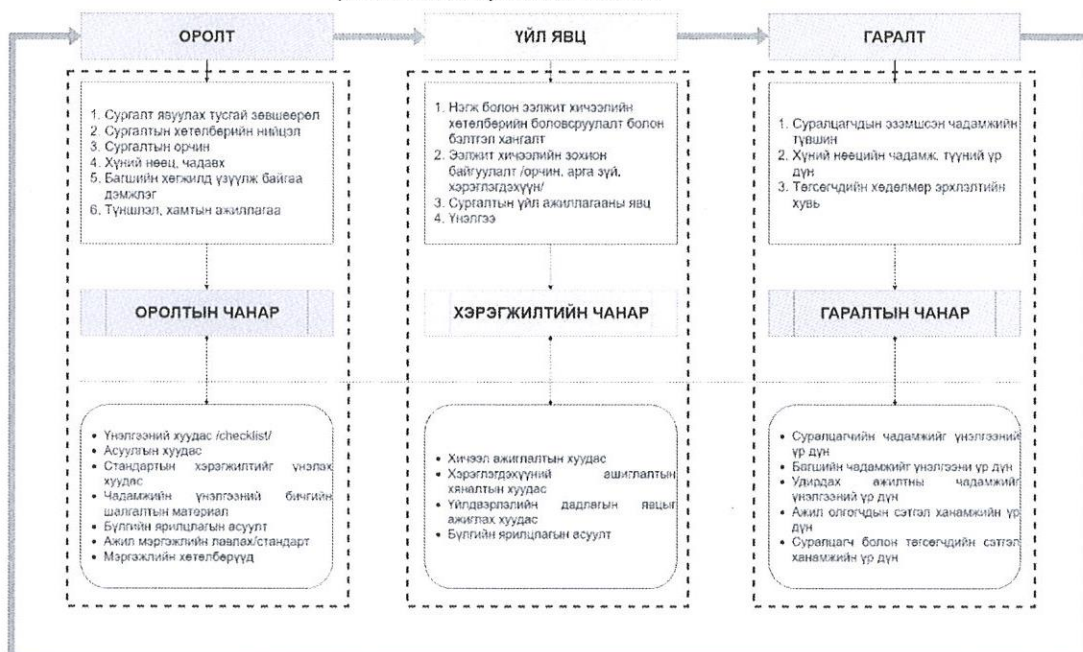 ОРОЛТ
1. Сургалт явуулах тусгай зөвшөөрөл
2. Сургалтын хөтөлбөрийн нийцэл
3. Сургалтын орчин
4. Хүний нөөц, чадавх
5. Багшийн хөгжилд үзүүлж байгаа
дэмжлэг
6. Түншлэл, хамтын ажиллагаа
ОРОЛТЫН ЧАНАР
• Үнэлгээний хуудас /checklist/
• Асуулгын хуудас
• Стандартын хэрэгжилтийг үнэлэх
хуудас
• Чадамжийн үнэлгээний бичгийн
шалгалтын материал
• Бүлгийн ярилцлагын асуулт
• Ажил мэргэжлийн лавлах/стандарт
• Мэргэжлийн хөтөлбөрүүд
ҮЙЛ ЯВЦ
1. Нэгж болон ээлжит хичээлийн
хөтөлбөрийн боловсруулалт болон
бэлтгэл хангалт
2. Ээлжит хичээлийн зохион
байгуулалт /орчин, арга зүй,
хэрэглэгдэхүүн/
3. Сургалтын үйл ажиллагааны явц
4. Үнэлгээ
ХЭРЭГЖИЛТИЙН ЧАНАР
• Хичээл ажиглалтын хуудас
• Хэрэглэгдэхүүний ашиглалтын
хяналтын хуудас
• Үйлдвэрлэлийн дадлагын явцыг
ажиглах хуудас
• Бүлгийн ярилцлагын асуулт
ГАРАЛТ
1. Суралцагчдын эзэмшсэн чадамжийн
түвшин
2. Хүний нөөцийн чадамж, түүний үр
дүн
3. Төгсөгчдийн хөдөлмөр эрхлэлтийн
хувь
ГАРАЛТЫН ЧАНАР
• Суралцагчийн чадамжийг үнэлгээний
үр дүн
• Багшийн чадамжийг үнэлгээни үр дүн
• Удирдах ажилтны чадамжийг
үнэлгээний үр дүн
• Ажил олгогчдын сэтгэл ханамжийн үр
дүн
• Суралцагч болон төгсөгчдийн сэтгэл
ханамжийн үр дүн